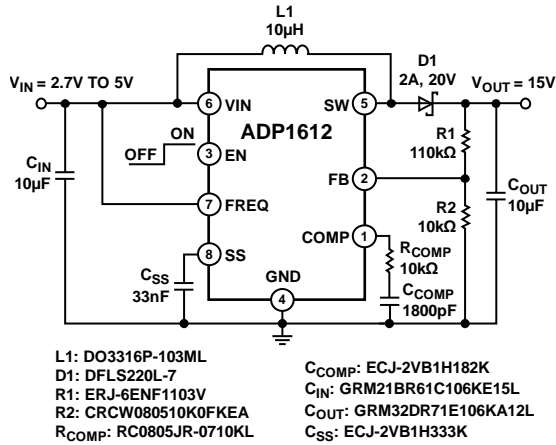 L1
10µH
D1
2A, 20V
VIN = 2.7V TO 5V
VOUT = 15V
6 VIN
SW 5
ADP1612
ON
OFF
3 EN
R1
110kΩ
CIN
10µF
FB 2
COUT
10µF
7 FREQ
R2
10kΩ
COMP 1
8 SS
RCOMP
10kΩ
CSS
33nF
GND
4
CCOMP
1800pF
L1: DO3316P-103ML
D1: DFLS220L-7
R1: ERJ-6ENF1103V
R2: CRCW080510K0FKEA
RCOMP: RC0805JR-0710KL
CCOMP: ECJ-2VB1H182K
CIN: GRM21BR61C106KE15L
COUT: GRM32DR71E106KA12L
CSS: ECJ-2VB1H333K